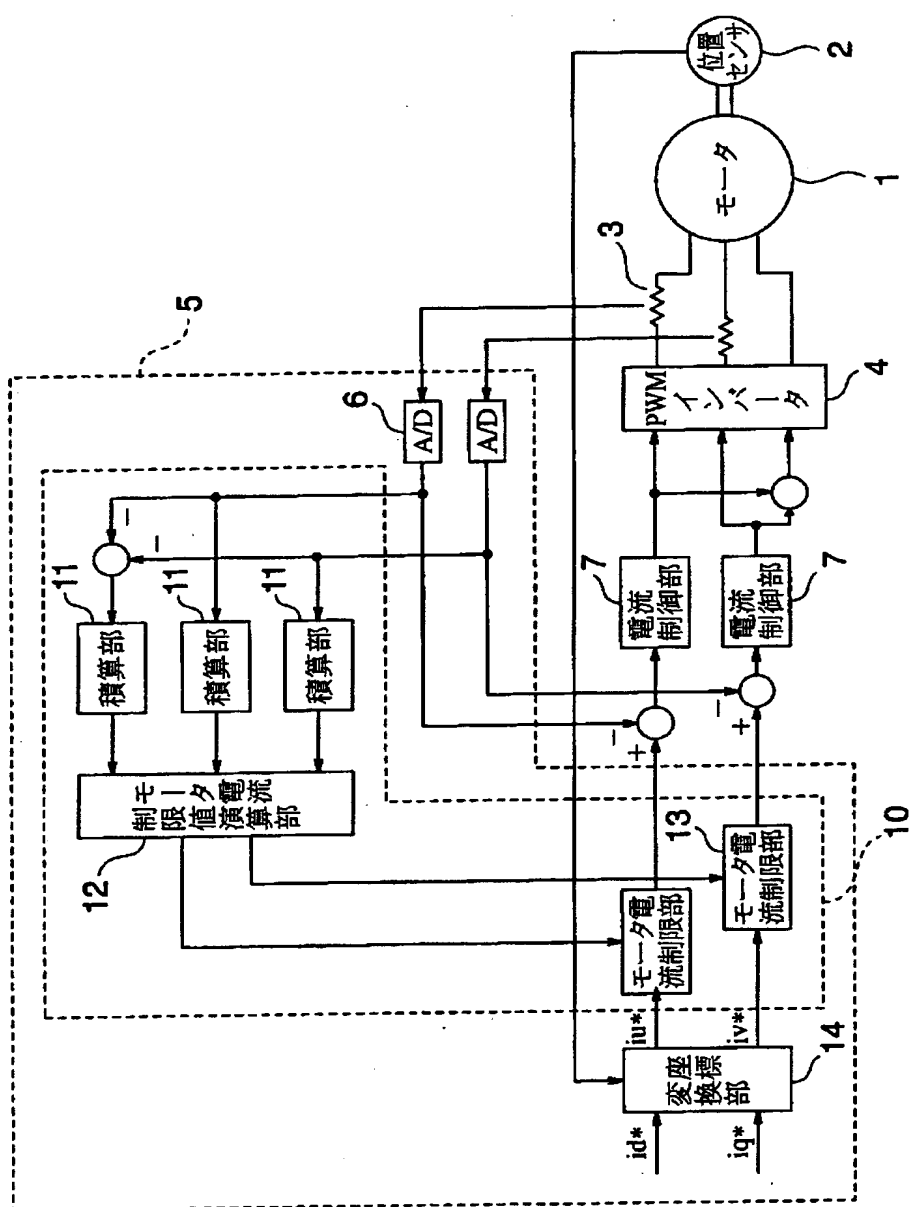 5
位置
センサ
2
モータ
1
3
6
A/D
A/D
−
−
11
積算部
11
積算部
11
積算部
モータ電流
制限値演算部
12
PWM
インバータ
4
7
電流
制御部
電流
制御部
7
−
+
−
+
モータ電
流制限部
13
モータ電
流制限部
10
iu*
iv*
座標
変換部
14
id*
iq*